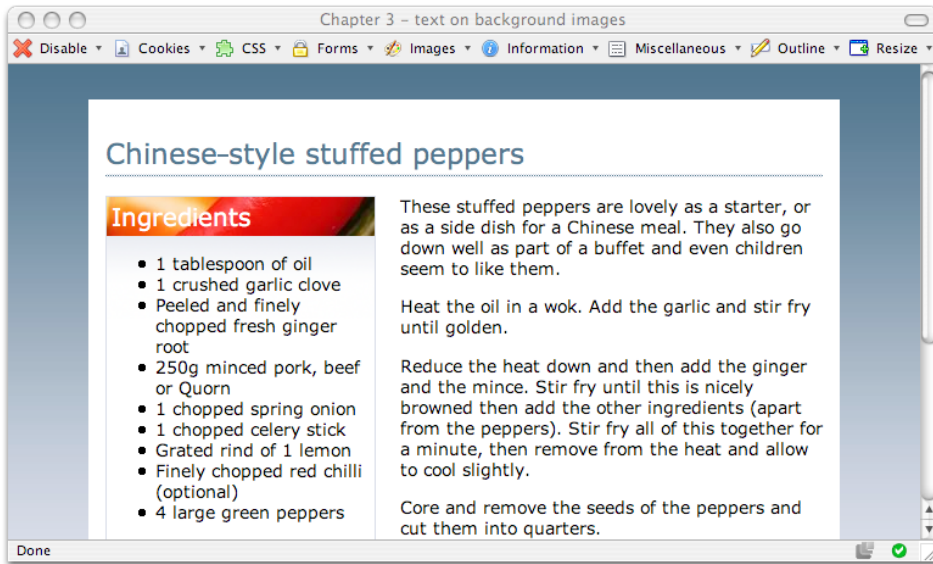 Chapter 3 – text on background images
Disable Cookies CSS Forms Images Information Miscellaneous Outline Resize
Chinese-style stuffed peppers
Ingredients
1 tablespoon of oil
1 crushed garlic clove
Peeled and finely
chopped fresh ginger
root
250g minced pork, beef
or Quorn
1 chopped spring onion
1 chopped celery stick
Grated rind of 1 lemon
Finely chopped red chilli
(optional)
4 large green peppers
These stuffed peppers are lovely as a starter, or
as a side dish for a Chinese meal. They also go
down well as part of a buffet and even children
seem to like them.
Heat the oil in a wok. Add the garlic and stir fry
until golden.
Reduce the heat down and then add the ginger
and the mince. Stir fry until this is nicely
browned then add the other ingredients (apart
from the peppers). Stir fry all of this together for
a minute, then remove from the heat and allow
to cool slightly.
Core and remove the seeds of the peppers and
cut them into quarters.
Done